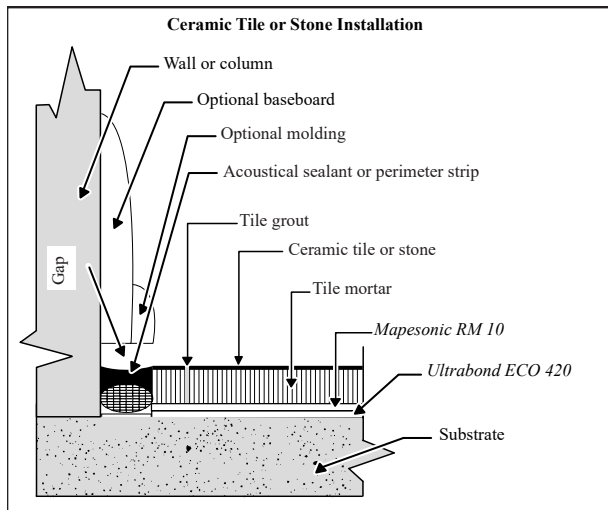 Ceramic Tile or Stone Installation
Wall or column
Optional baseboard
Optional molding
Acoustical sealant or perimeter strip
Tile grout
Ceramic tile or stone
Gap
Tile mortar
Mapesonic RM 10
Ultrabond ECO 420
Substrate